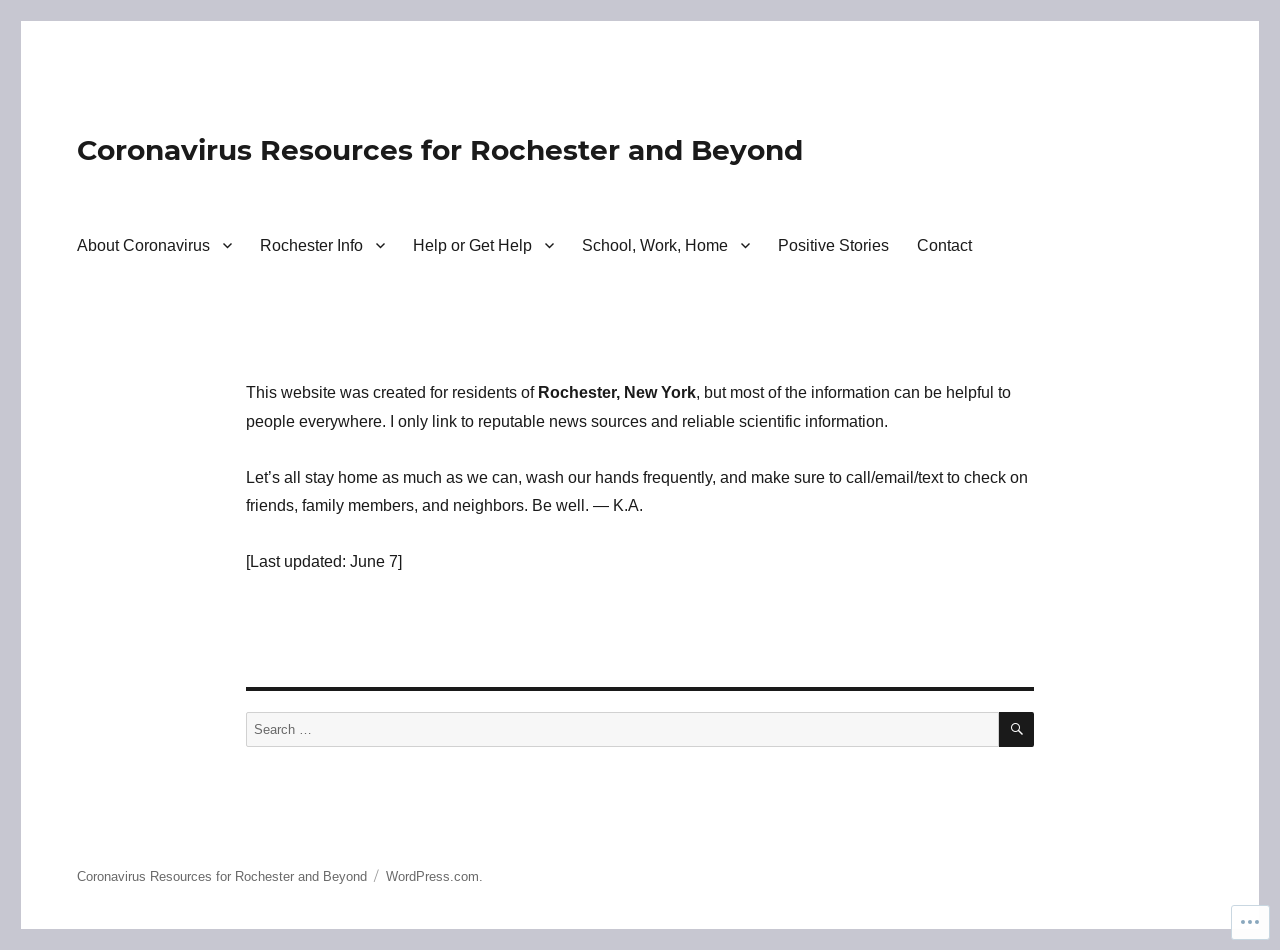 Coronavirus Resources for Rochester and Beyond
About Coronavirus Rochester Info Help or Get Help School, Work, Home Positive Stories Contact
This website was created for residents of Rochester, New York, but most of the information can be helpful to
people everywhere. I only link to reputable news sources and reliable scientific information.
Let’s all stay home as much as we can, wash our hands frequently, and make sure to call/email/text to check on
friends, family members, and neighbors. Be well. — K.A.
[Last updated: June 7]
Search …
Coronavirus Resources for Rochester and Beyond / WordPress.com.